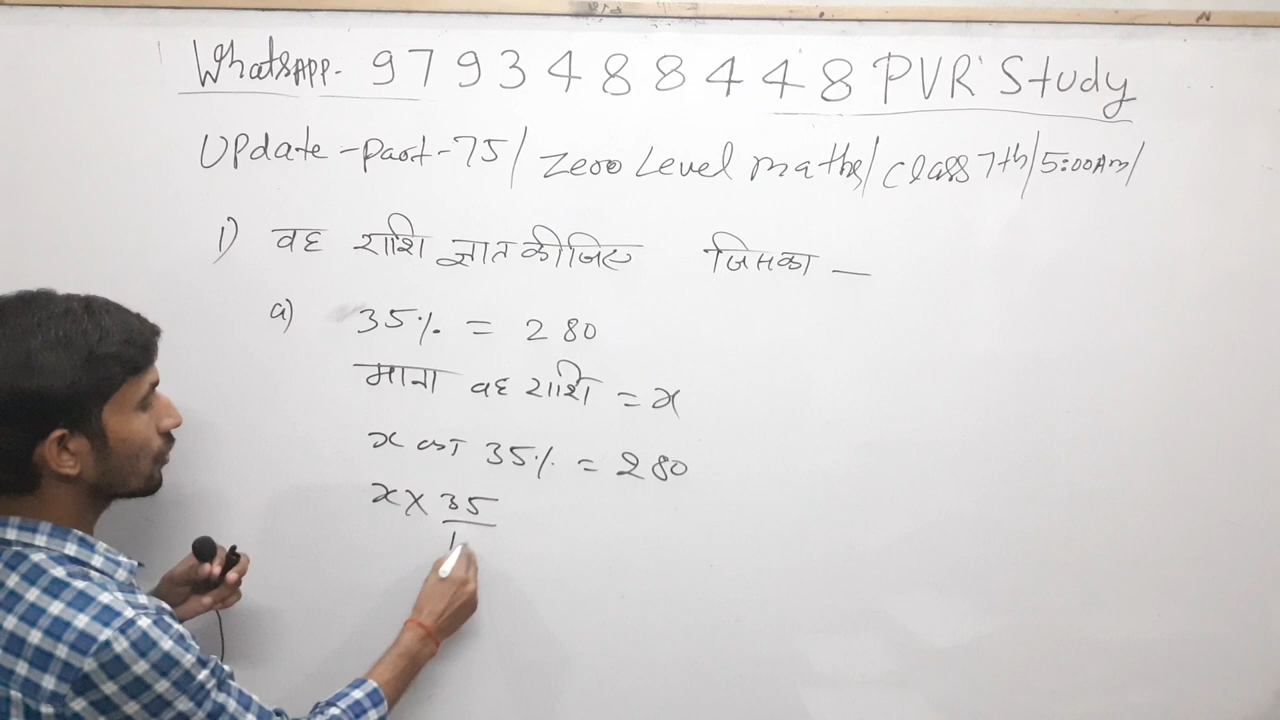 WhatsAPP- 9793488448 PVR Study
Update-Part-75/Zero Level maths/class 7th/5:00Am/
1) वह राशि ज्ञात कीजिए जिसका —
a) 35% = 280
माना वह राशि = x
x का 35% = 280
x × 35
1